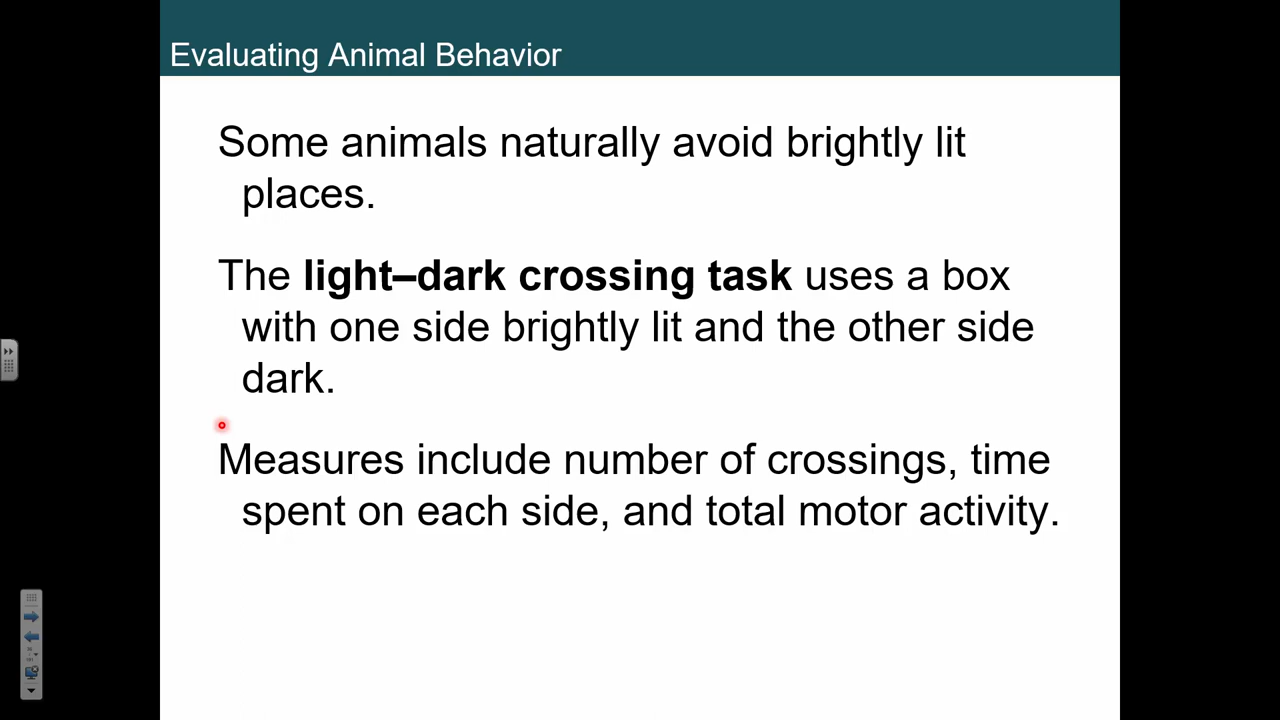 Evaluating Animal Behavior
Some animals naturally avoid brightly lit
places.
The light–dark crossing task uses a box
with one side brightly lit and the other side
dark.
Measures include number of crossings, time
spent on each side, and total motor activity.